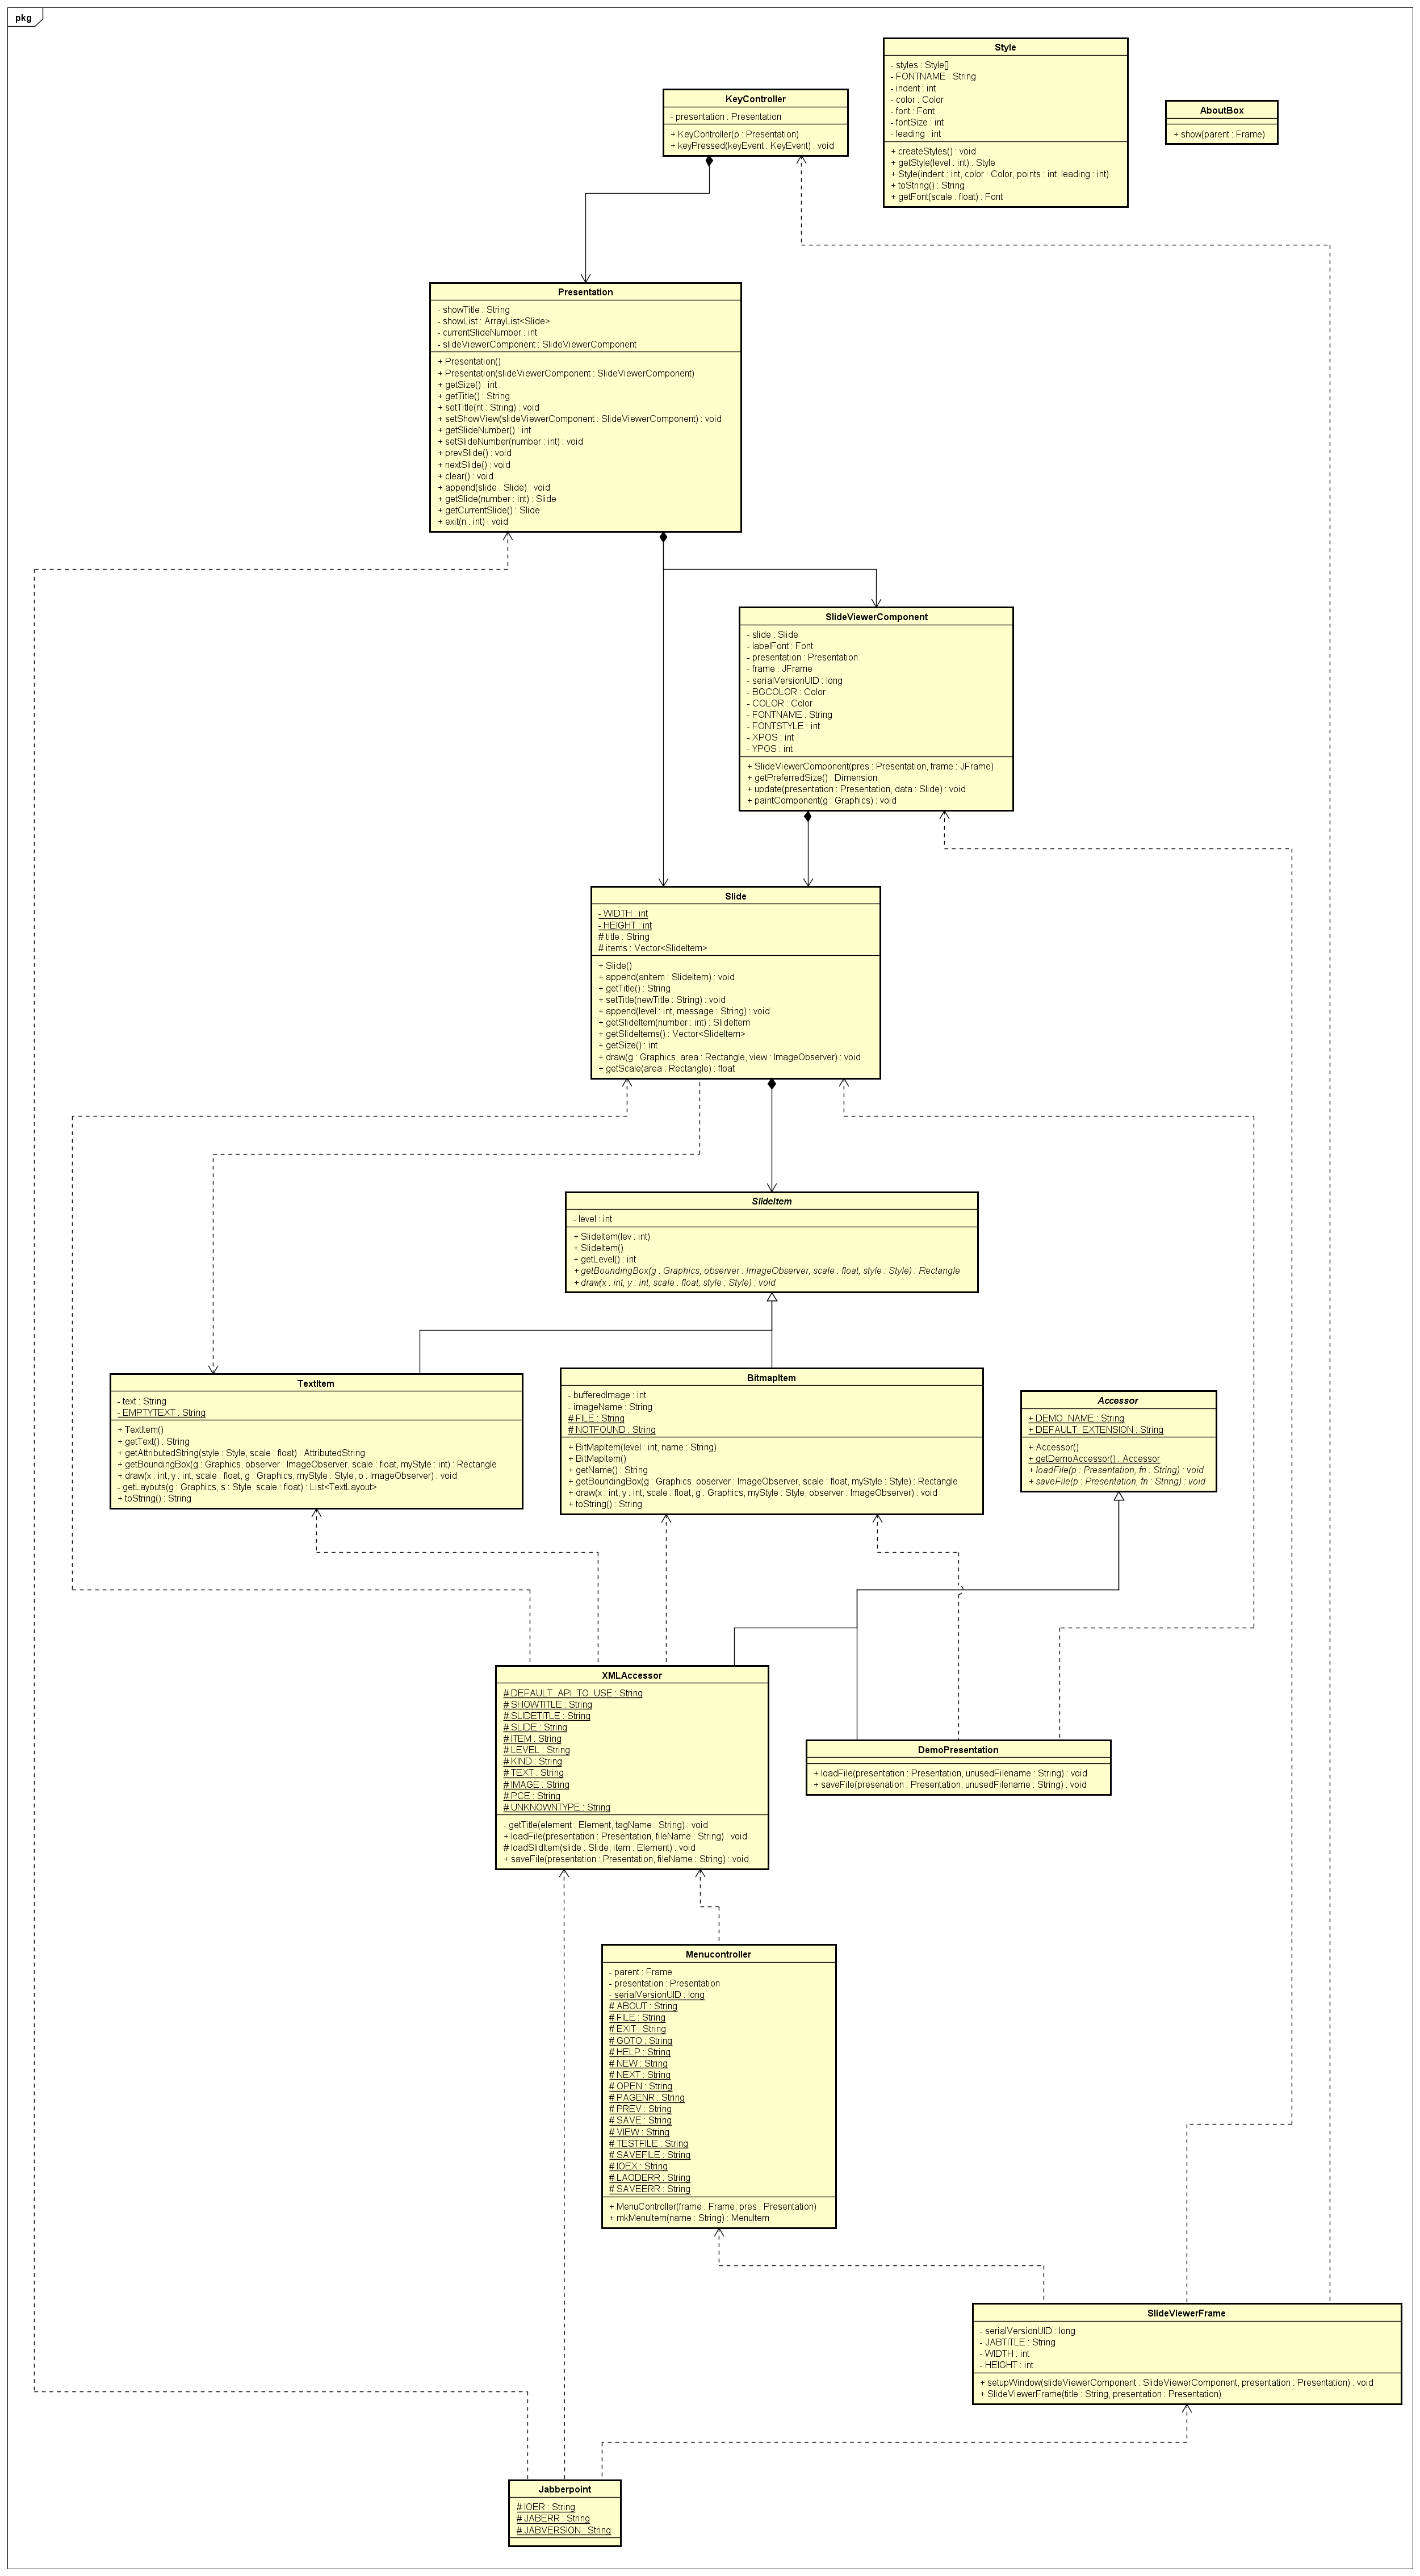 pkg
Style
- styles : Style[]
- FONTNAME : String
- indent : int
- color : Color
- font : Font
- fontSize : int
- leading : int
+ createStyles() : void
+ getStyle(level : int) : Style
+ Style(indent : int, color : Color, points : int, leading : int)
+ toString() : String
+ getFont(scale : float) : Font
KeyController
- presentation : Presentation
+ KeyController(p : Presentation)
+ keyPressed(keyEvent : KeyEvent) : void
AboutBox
+ show(parent : Frame)
Presentation
- showTitle : String
- showList : ArrayList<Slide>
- currentSlideNumber : int
- slideViewerComponent : SlideViewerComponent
+ Presentation()
+ Presentation(slideViewerComponent : SlideViewerComponent)
+ getSize() : int
+ getTitle() : String
+ setTitle(nt : String) : void
+ setShowView(slideViewerComponent : SlideViewerComponent) : void
+ getSlideNumber() : int
+ setSlideNumber(number : int) : void
+ prevSlide() : void
+ nextSlide() : void
+ clear() : void
+ append(slide : Slide) : void
+ getSlide(number : int) : Slide
+ getCurrentSlide() : Slide
+ exit(n : int) : void
SlideViewerComponent
- slide : Slide
- labelFont : Font
- presentation : Presentation
- frame : JFrame
- serialVersionUID : long
- BGCOLOR : Color
- COLOR : Color
- FONTNAME : String
- FONTSTYLE : int
- XPOS : int
- YPOS : int
+ SlideViewerComponent(pres : Presentation, frame : JFrame)
+ getPreferredSize() : Dimension
+ update(presentation : Presentation, data : Slide) : void
+ paintComponent(g : Graphics) : void
Slide
- WIDTH : int
- HEIGHT : int
# title : String
# items : Vector<SlideItem>
+ Slide()
+ append(anItem : SlideItem) : void
+ getTitle() : String
+ setTitle(newTitle : String) : void
+ append(level : int, message : String) : void
+ getSlideItem(number : int) : SlideItem
+ getSlideItems() : Vector<SlideItem>
+ getSize() : int
+ draw(g : Graphics, area : Rectangle, view : ImageObserver) : void
+ getScale(area : Rectangle) : float
SlideItem
- level : int
+ SlideItem(lev : int)
+ SlideItem()
+ getLevel() : int
+ getBoundingBox(g : Graphics, observer : ImageObserver, scale : float, style : Style) : Rectangle
+ draw(x : int, y : int, scale : float, style : Style) : void
TextItem
- text : String
- EMPTYTEXT : String
+ TextItem()
+ getText() : String
+ getAttributedString(style : Style, scale : float) : AttributedString
+ getBoundingBox(g : Graphics, observer : ImageObserver, scale : float, myStyle : int) : Rectangle
+ draw(x : int, y : int, scale : float, g : Graphics, myStyle : Style, o : ImageObserver) : void
- getLayouts(g : Graphics, s : Style, scale : float) : List<TextLayout>
+ toString() : String
BitmapItem
- bufferedImage : int
- imageName : String
# FILE : String
# NOTFOUND : String
+ BitMapItem(level : int, name : String)
+ BitMapItem()
+ getName() : String
+ getBoundingBox(g : Graphics, observer : ImageObserver, scale : float, myStyle : Style) : Rectangle
+ draw(x : int, y : int, scale : float, g : Graphics, myStyle : Style, observer : ImageObserver) : void
+ toString() : String
Accessor
+ DEMO_NAME : String
+ DEFAULT_EXTENSION : String
+ Accessor()
+ getDemoAccessor() : Accessor
+ loadFile(p : Presentation, fn : String) : void
+ saveFile(p : Presentation, fn : String) : void
XMLAccessor
# DEFAULT_API_TO_USE : String
# SHOWTITLE : String
# SLIDETITLE : String
# SLIDE : String
# ITEM : String
# LEVEL : String
# KIND : String
# TEXT : String
# IMAGE : String
# PCE : String
# UNKNOWNTYPE : String
- getTitle(element : Element, tagName : String) : void
+ loadFile(presentation : Presentation, fileName : String) : void
# loadSlidItem(slide : Slide, item : Element) : void
+ saveFile(presentation : Presentation, fileName : String) : void
DemoPresentation
+ loadFile(presentation : Presentation, unusedFilename : String) : void
+ saveFile(presenation : Presentation, unusedFilename : String) : void
Menucontroller
- parent : Frame
- presentation : Presentation
- serialVersionUID : long
# ABOUT : String
# FILE : String
# EXIT : String
# GOTO : String
# HELP : String
# NEW : String
# NEXT : String
# OPEN : String
# PAGENR : String
# PREV : String
# SAVE : String
# VIEW : String
# TESTFILE : String
# SAVEFILE : String
# IOEX : String
# LAODERR : String
# SAVEERR : String
+ MenuController(frame : Frame, pres : Presentation)
+ mkMenuItem(name : String) : MenuItem
SlideViewerFrame
- serialVersionUID : long
- JABTITLE : String
- WIDTH : int
- HEIGHT : int
+ setupWindow(slideViewerComponent : SlideViewerComponent, presentation : Presentation) : void
+ SlideViewerFrame(title : String, presentation : Presentation)
Jabberpoint
# IOER : String
# JABERR : String
# JABVERSION : String